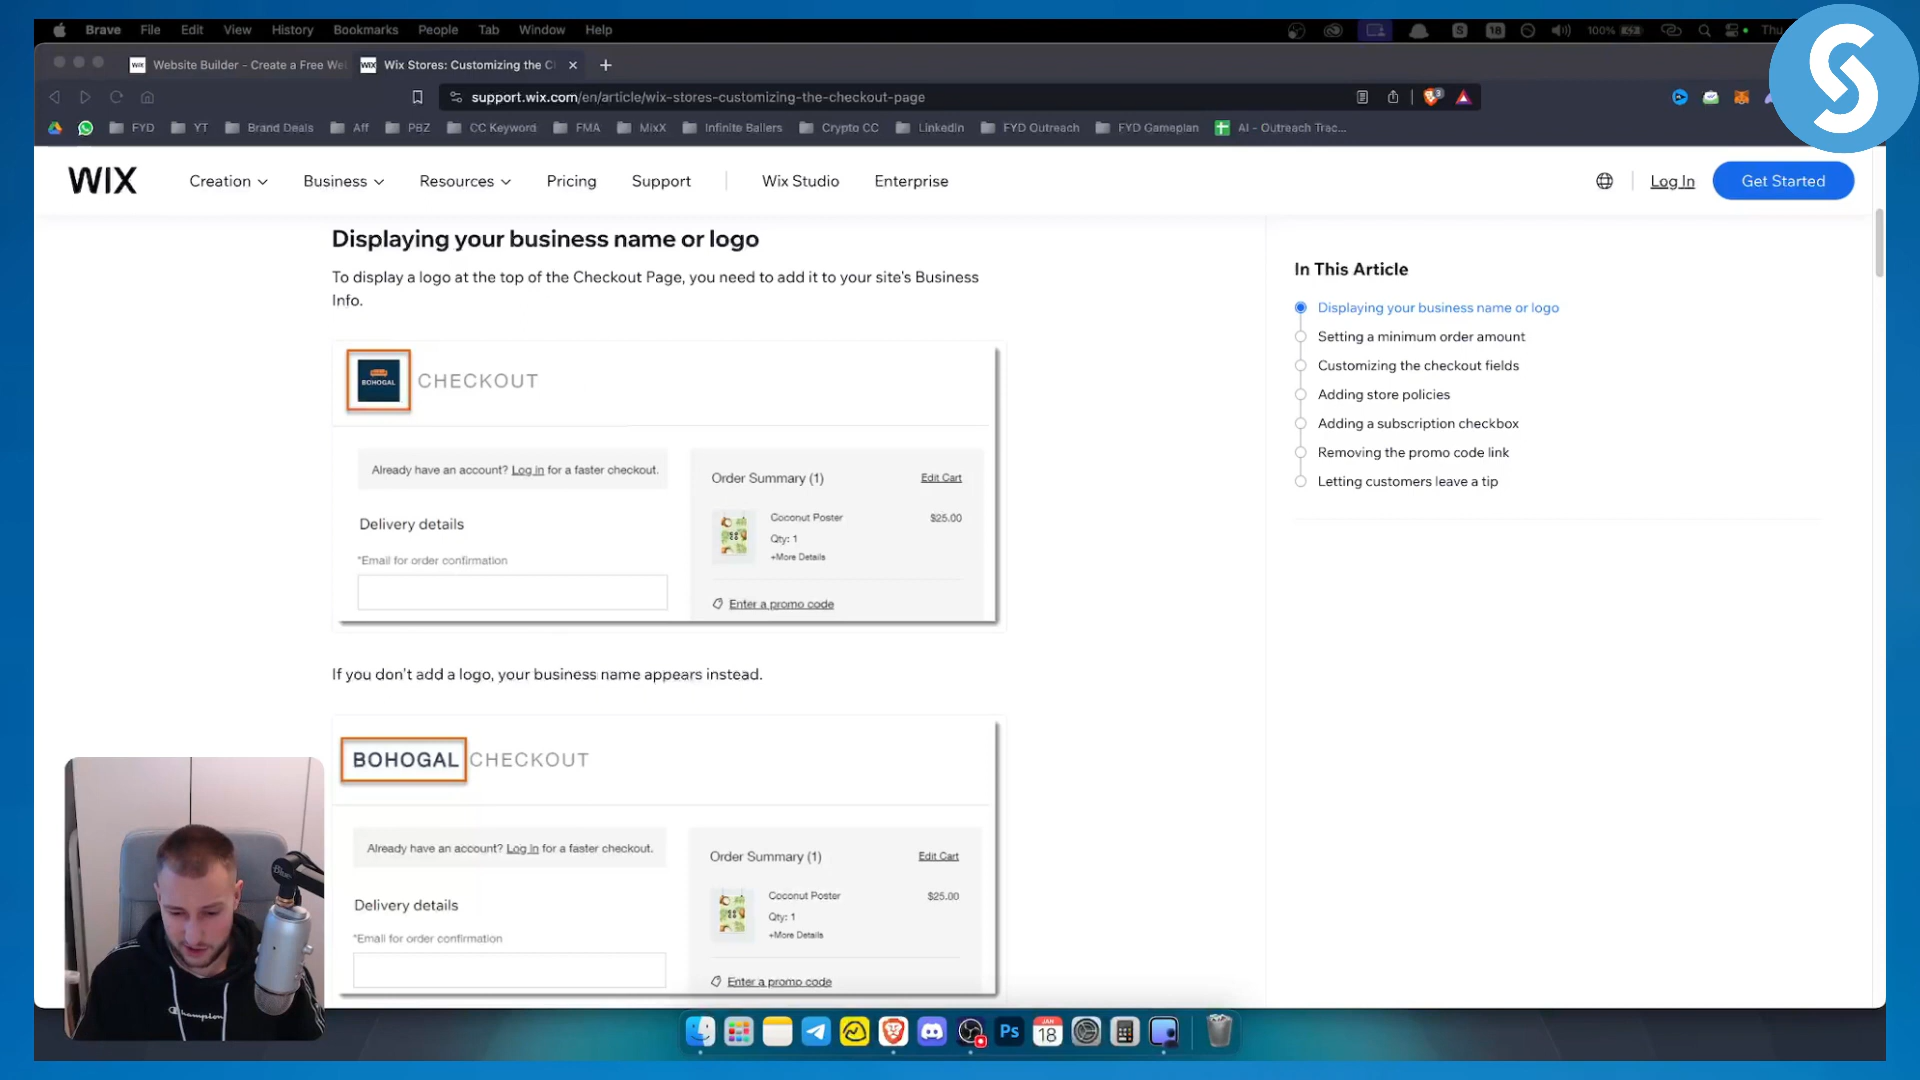 Brave File Edit View History Bookmarks People Tab Window Help
100%
Thu
Website Builder - Create a Free We
Wix Stores: Customizing the C
support.wix.com/en/article/wix-stores-customizing-the-checkout-page
FYD YT Brand Deals Aff PBZ CC Keyword FMA MixX Infinite Ballers Crypto CC Linkedin FYD Outreach FYD Gameplan AI - Outreach Trac...
WIX Creation Business Resources Pricing Support Wix Studio Enterprise Log In Get Started
Displaying your business name or logo
To display a logo at the top of the Checkout Page, you need to add it to your site's Business
Info.
BOHOGAL CHECKOUT
Already have an account? Log in for a faster checkout.
Delivery details
*Email for order confirmation
Order Summary (1) Edit Cart
Coconut Poster $25.00
Qty: 1
+More Details
Enter a promo code
If you don't add a logo, your business name appears instead.
BOHOGAL CHECKOUT
Already have an account? Log In for a faster checkout.
Delivery details
*Email for order confirmation
Order Summary (1) Edit Cart
Coconut Poster $25.00
Qty: 1
+More Details
Enter a promo code
In This Article
Displaying your business name or logo
Setting a minimum order amount
Customizing the checkout fields
Adding store policies
Adding a subscription checkbox
Removing the promo code link
Letting customers leave a tip
Blue
Champion
Ps
JAN
18